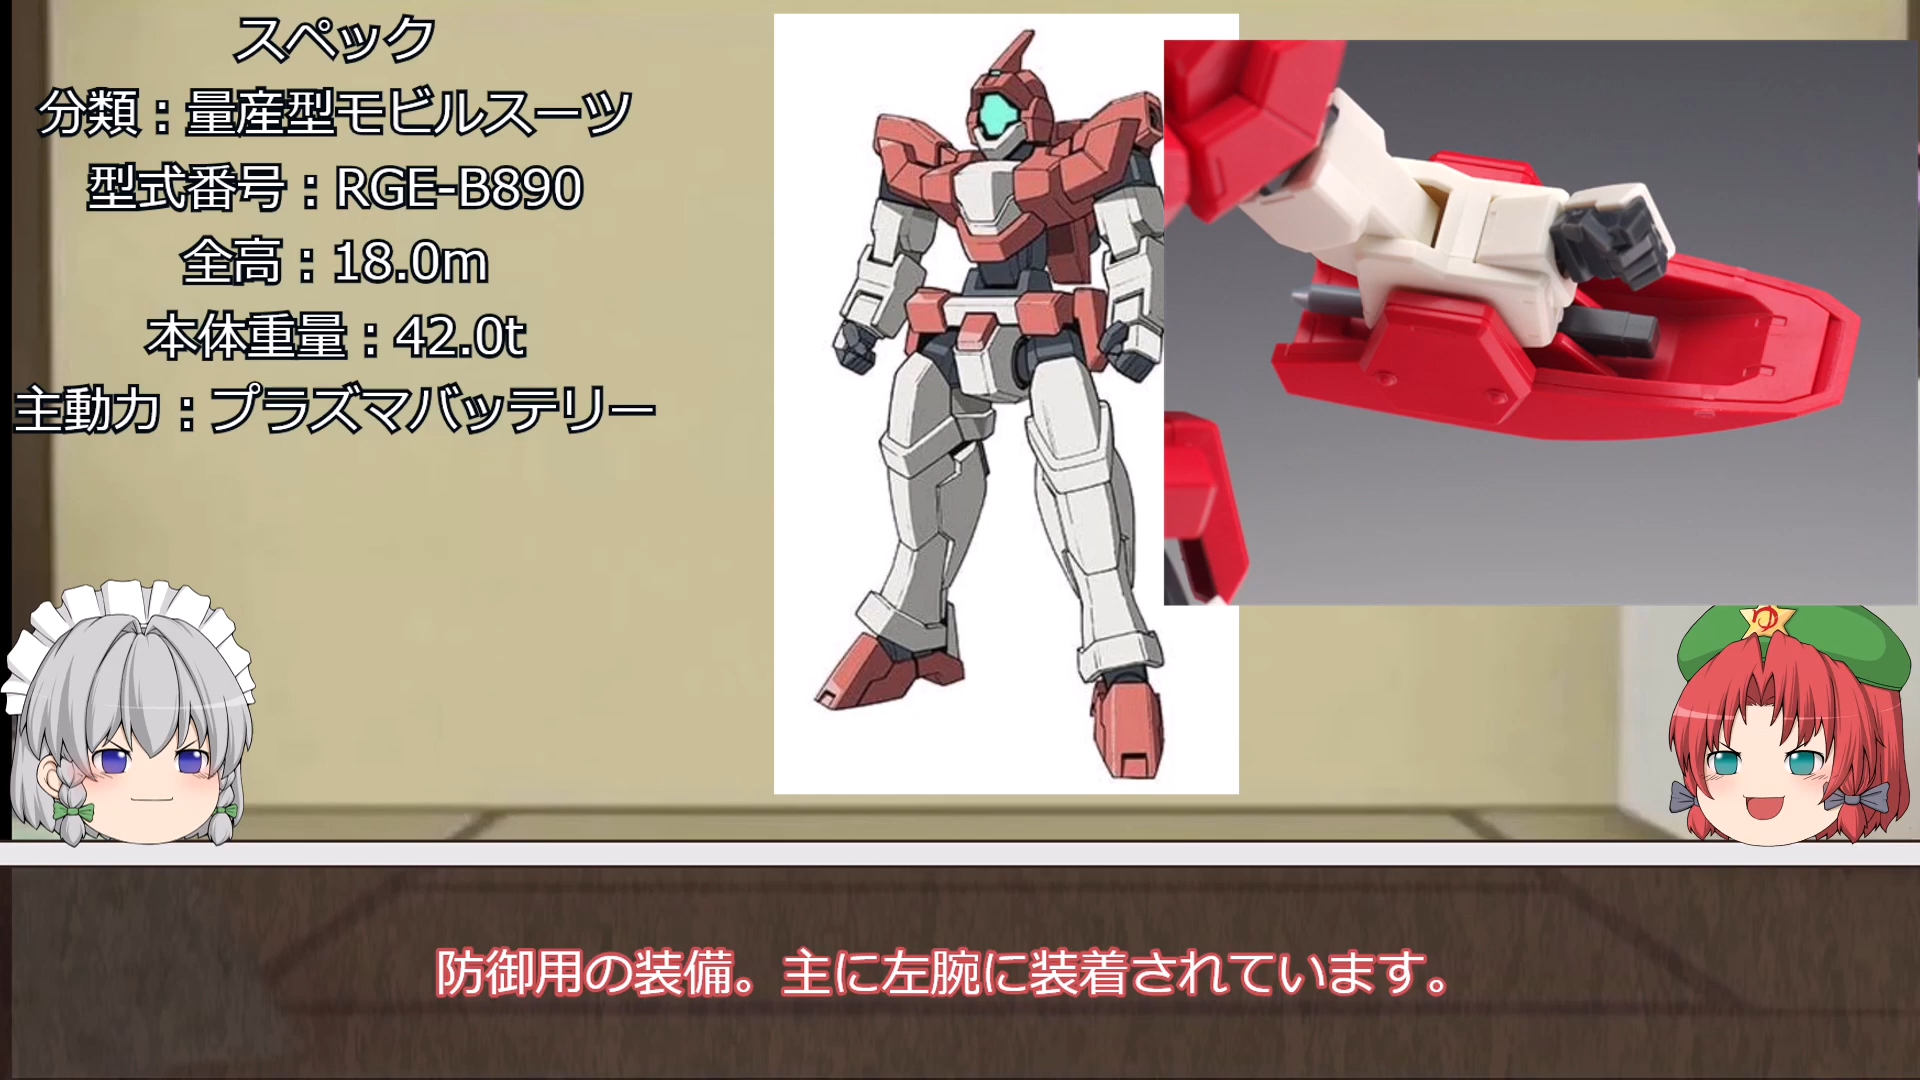 スペック
分類：量産型モビルスーツ
型式番号：RGE-B890
全高：18.0m
本体重量：42.0t
主動力：プラズマバッテリー
防御用の装備。主に左腕に装着されています。